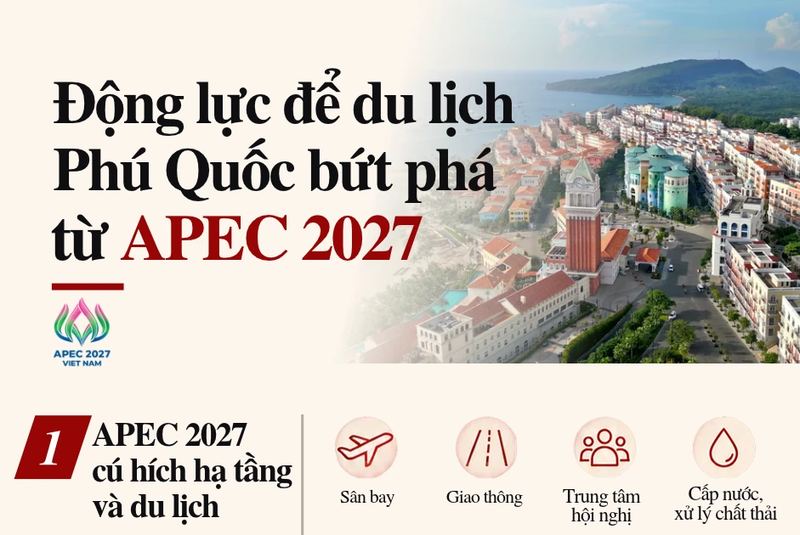 Động lực để du lịch
Phú Quốc bứt phá
từ APEC 2027
APEC 2027
VIET NAM
1
APEC 2027
cú hích hạ tầng
và du lịch
Sân bay
Giao thông
Trung tâm
hội nghị
Cấp nước,
xử lý chất thải